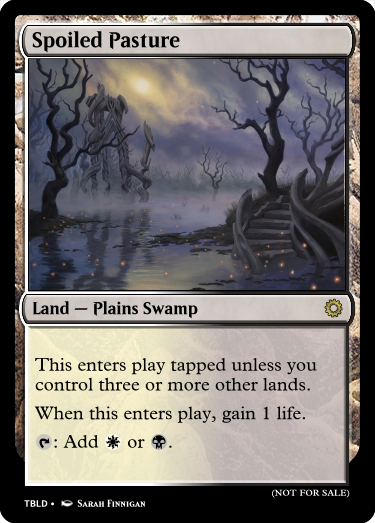 Spoiled Pasture
Land — Plains Swamp
This enters play tapped unless you
control three or more other lands.
When this enters play, gain 1 life.
: Add or .
(NOT FOR SALE)
TBLD • Sarah Finnigan